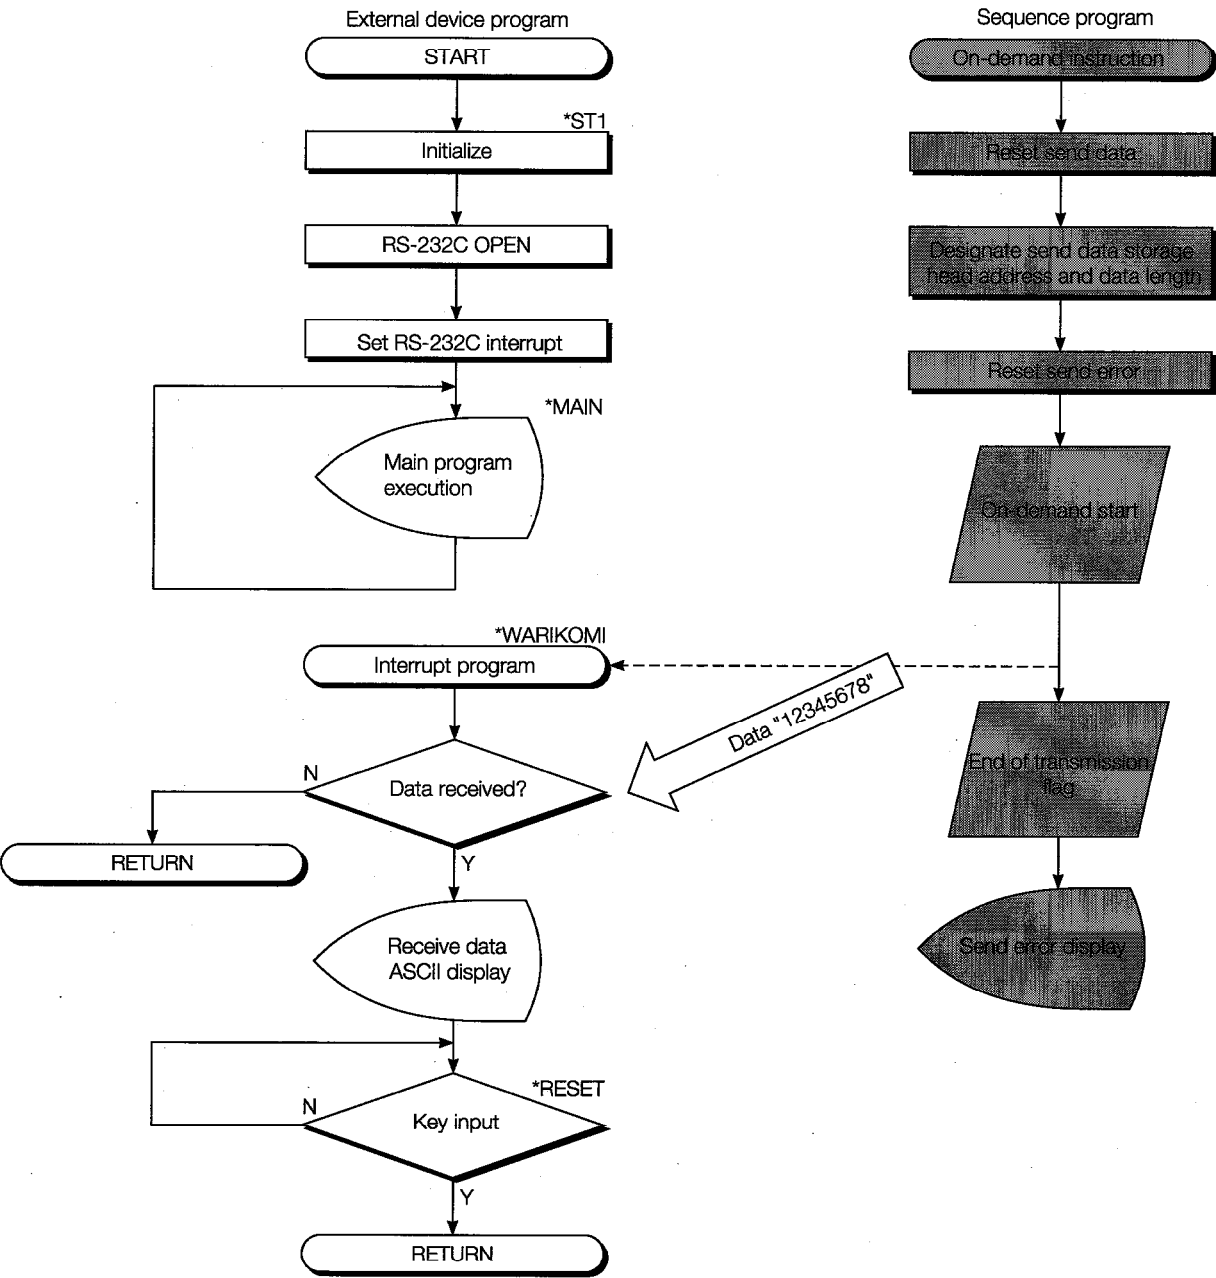 External device program
START
*ST1
Initialize
RS-232C OPEN
Set RS-232C interrupt
*MAIN
Main program
execution
*WARIKOMI
Interrupt program
Data "12345678"
N
Data received?
RETURN
Y
Receive data
ASCII display
*RESET
N
Key input
Y
RETURN
Sequence program
On-demand instruction
Reset send data
Designate send data storage
head address and data length
Reset send error
On-demand start
End of transmission
flag
Send error display